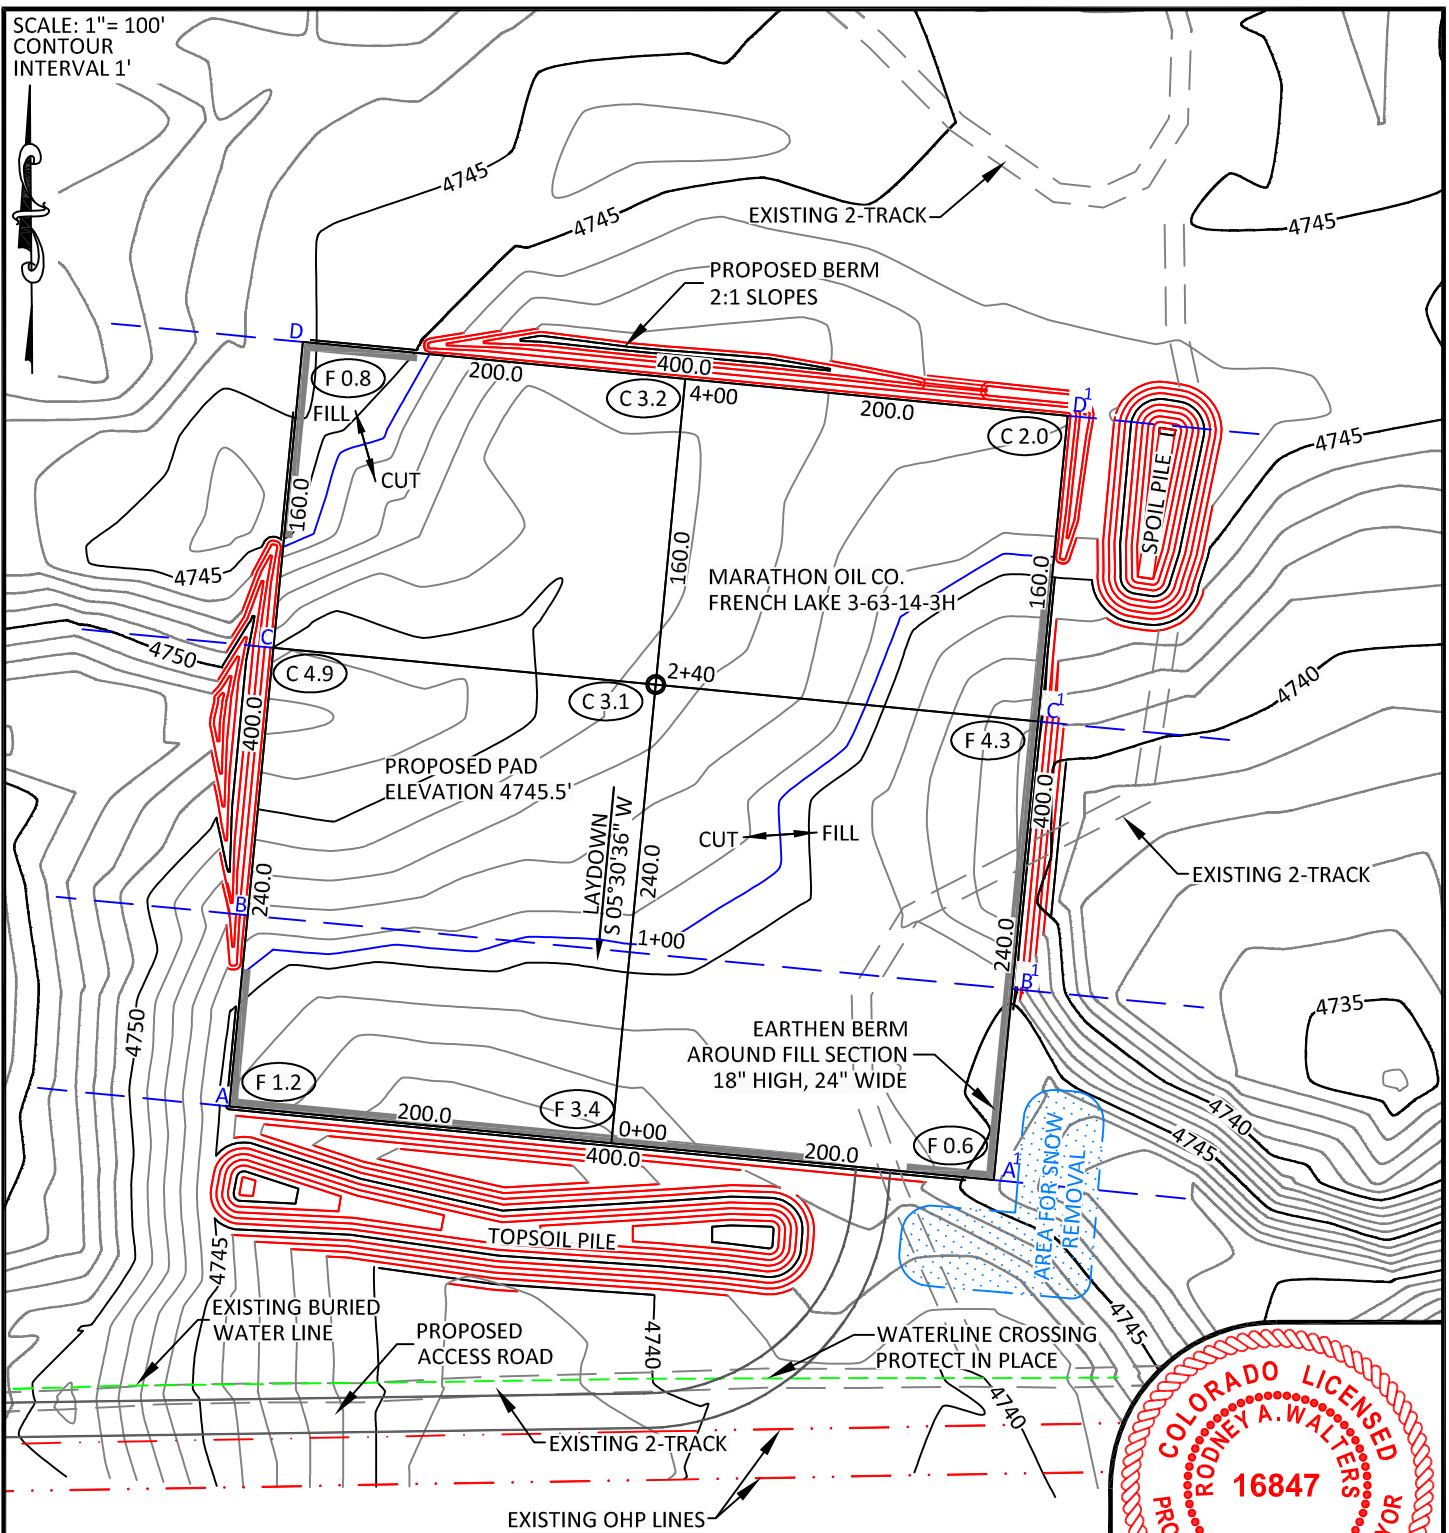 SCALE: 1"= 100'
CONTOUR
INTERVAL 1'
4745
4745
EXISTING 2-TRACK
4745
PROPOSED BERM
2:1 SLOPES
D
F 0.8
200.0
400.0
C 3.2
4+00
200.0
D1
C 2.0
FILL
CUT
4745
SPOIL PILE
160.0
160.0
160.0
4745
MARATHON OIL CO.
FRENCH LAKE 3-63-14-3H
C
4750
C 4.9
2+40
C 3.1
4740
C1
F 4.3
400.0
PROPOSED PAD
ELEVATION 4745.5'
400.0
LAYDOWN
S 05°30'36" W
CUT
FILL
EXISTING 2-TRACK
240.0
240.0
240.0
B
1+00
B1
4750
4735
EARTHEN BERM
AROUND FILL SECTION
18" HIGH, 24" WIDE
F 1.2
A
200.0
F 3.4
0+00
400.0
200.0
F 0.6
A1
4740
4745
AREA FOR SNOW
REMOVAL
TOPSOIL PILE
4745
EXISTING BURIED
WATER LINE
PROPOSED
ACCESS ROAD
4740
WATERLINE CROSSING
PROTECT IN PLACE
4745
4740
EXISTING 2-TRACK
EXISTING OHP LINES
COLORADO LICENSED
RODNEY A. WALTERS
16847